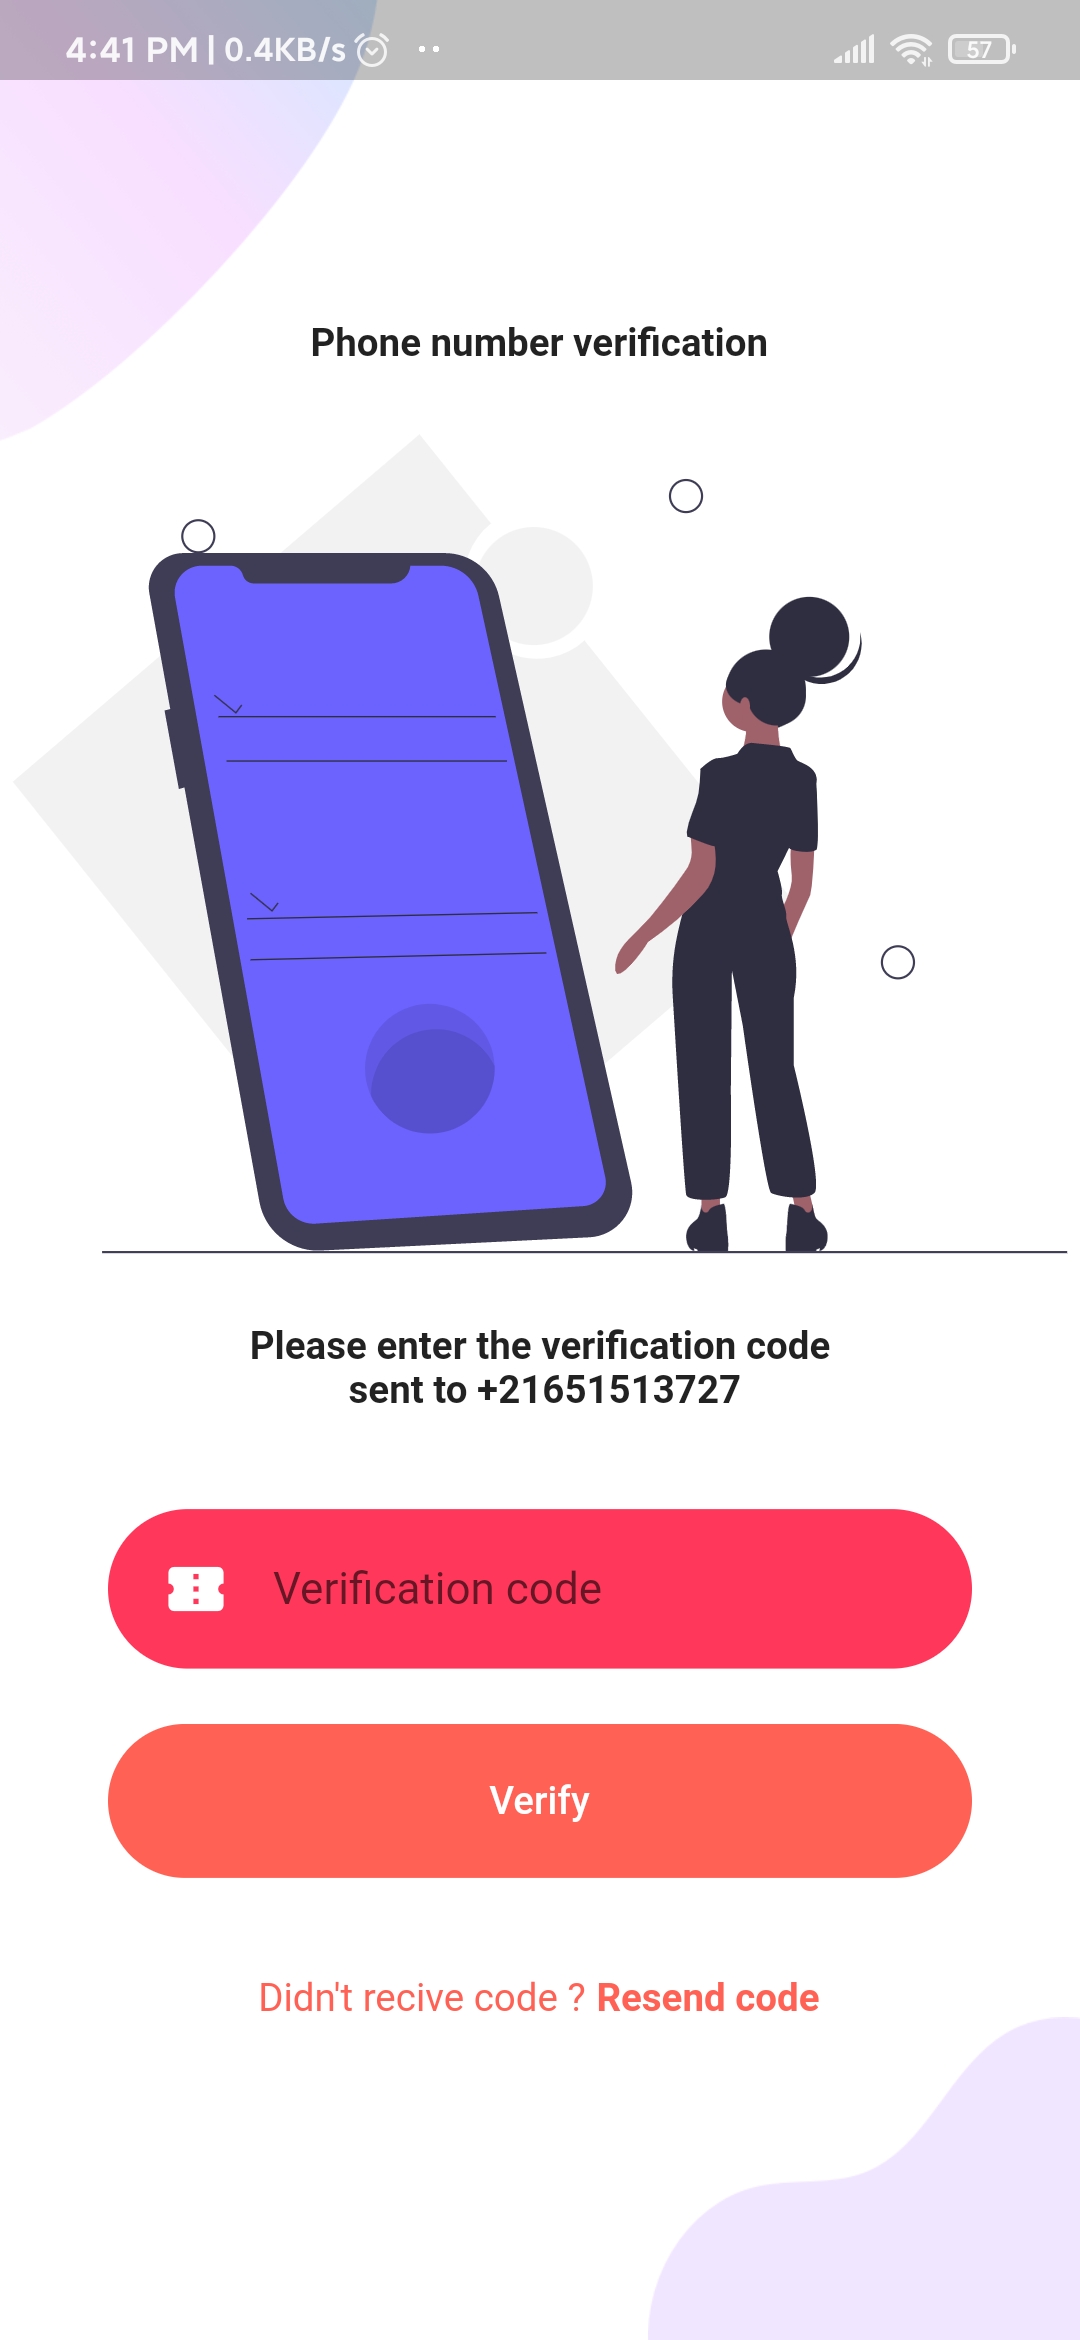 4:41 PM | 0.4KB/s
57
Phone number verification
Please enter the verification code
sent to +21651513727
Verification code
Verify
Didn't recive code ? Resend code